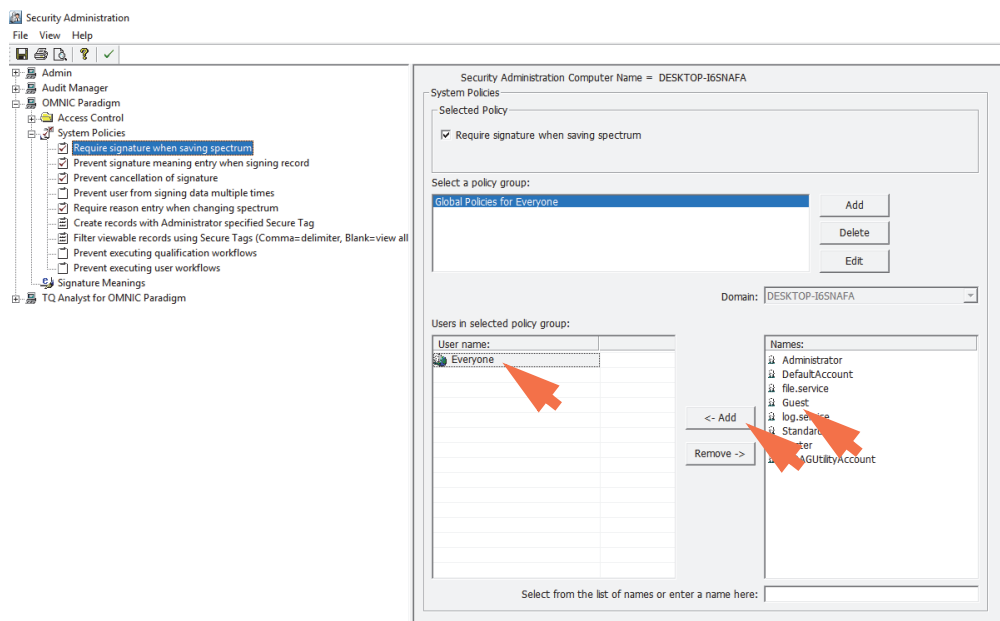 Security Administration
File View Help
Admin
Audit Manager
OMNIC Paradigm
Access Control
System Policies
Require signature when saving spectrum
Prevent signature meaning entry when signing record
Prevent cancellation of signature
Prevent user from signing data multiple times
Require reason entry when changing spectrum
Create records with Administrator specified Secure Tag
Filter viewable records using Secure Tags (Comma=delimiter, Blank=view all
Prevent executing qualification workflows
Prevent executing user workflows
Signature Meanings
TQ Analyst for OMNIC Paradigm
Security Administration Computer Name = DESKTOP-I6SNAFA
System Policies
Selected Policy
Require signature when saving spectrum
Select a policy group:
Global Policies for Everyone
Add
Delete
Edit
Domain: DESKTOP-I6SNAFA
Users in selected policy group:
User name:
Everyone
<- Add
Remove ->
Names:
Administrator
DefaultAccount
file.service
Guest
log.service
Standard
AGUtilityAccount
Select from the list of names or enter a name here: